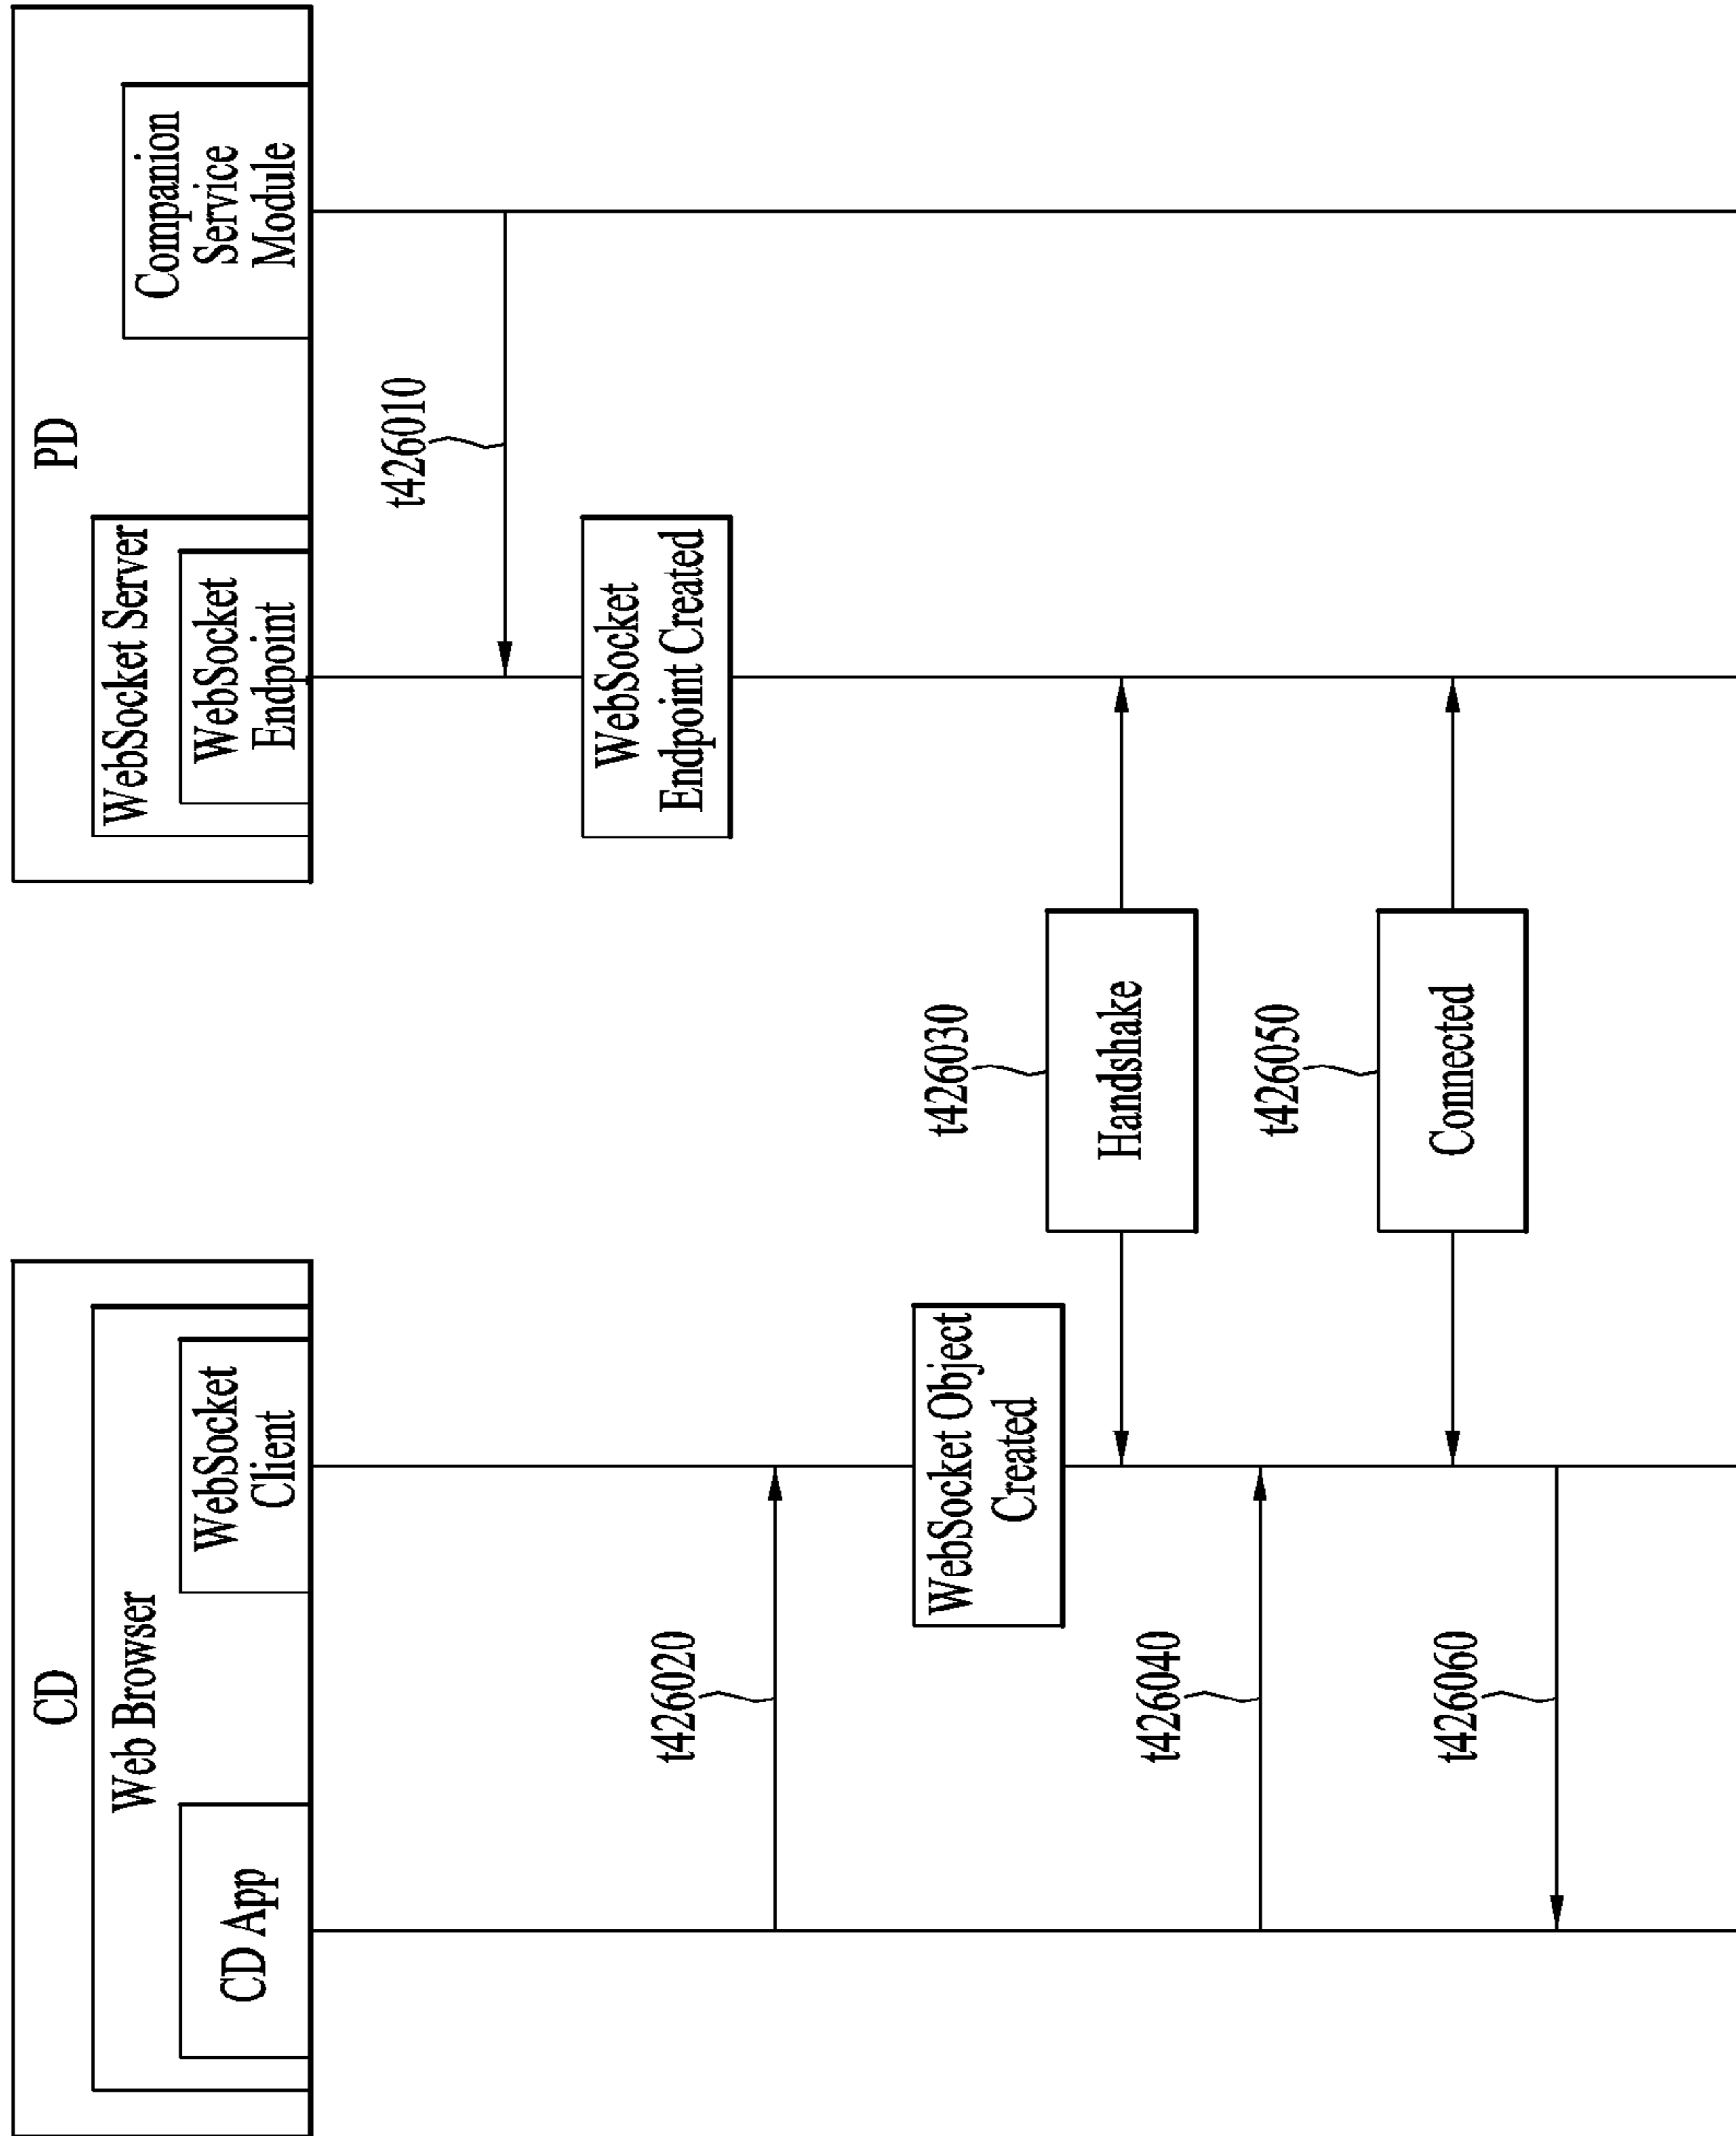 CD
Web Browser
CD App
WebSocket
Client
PD
WebSocket Server
WebSocket
Endpoint
Companion
Service
Module
t426010
WebSocket
Endpoint Created
t426020
WebSocket Object
Created
t426030
Handshake
t426040
t426050
Connected
t426060